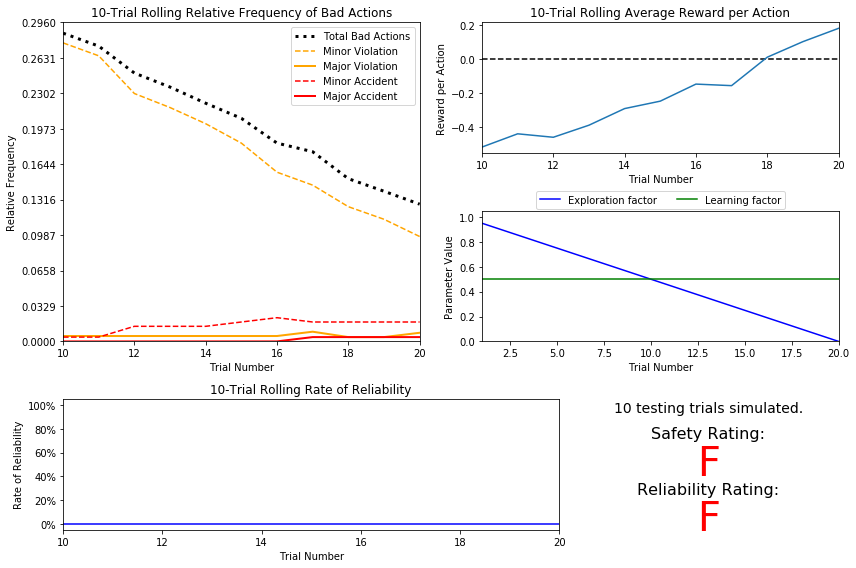 10-Trial Rolling Relative Frequency of Bad Actions
0.2960
0.2631
0.2302
0.1973
0.1644
0.1316
0.0987
0.0658
0.0329
0.0000
Relative Frequency
Total Bad Actions
Minor Violation
Major Violation
Minor Accident
Major Accident
10 12 14 16 18 20
Trial Number
10-Trial Rolling Average Reward per Action
0.2
0.0
−0.2
−0.4
Reward per Action
10 12 14 16 18 20
Trial Number
Exploration factor Learning factor
1.0
0.8
0.6
0.4
0.2
0.0
Parameter Value
2.5 5.0 7.5 10.0 12.5 15.0 17.5 20.0
Trial Number
10-Trial Rolling Rate of Reliability
100%
80%
60%
40%
20%
0%
Rate of Reliability
10 12 14 16 18 20
Trial Number
10 testing trials simulated.
Safety Rating:
F
Reliability Rating:
F